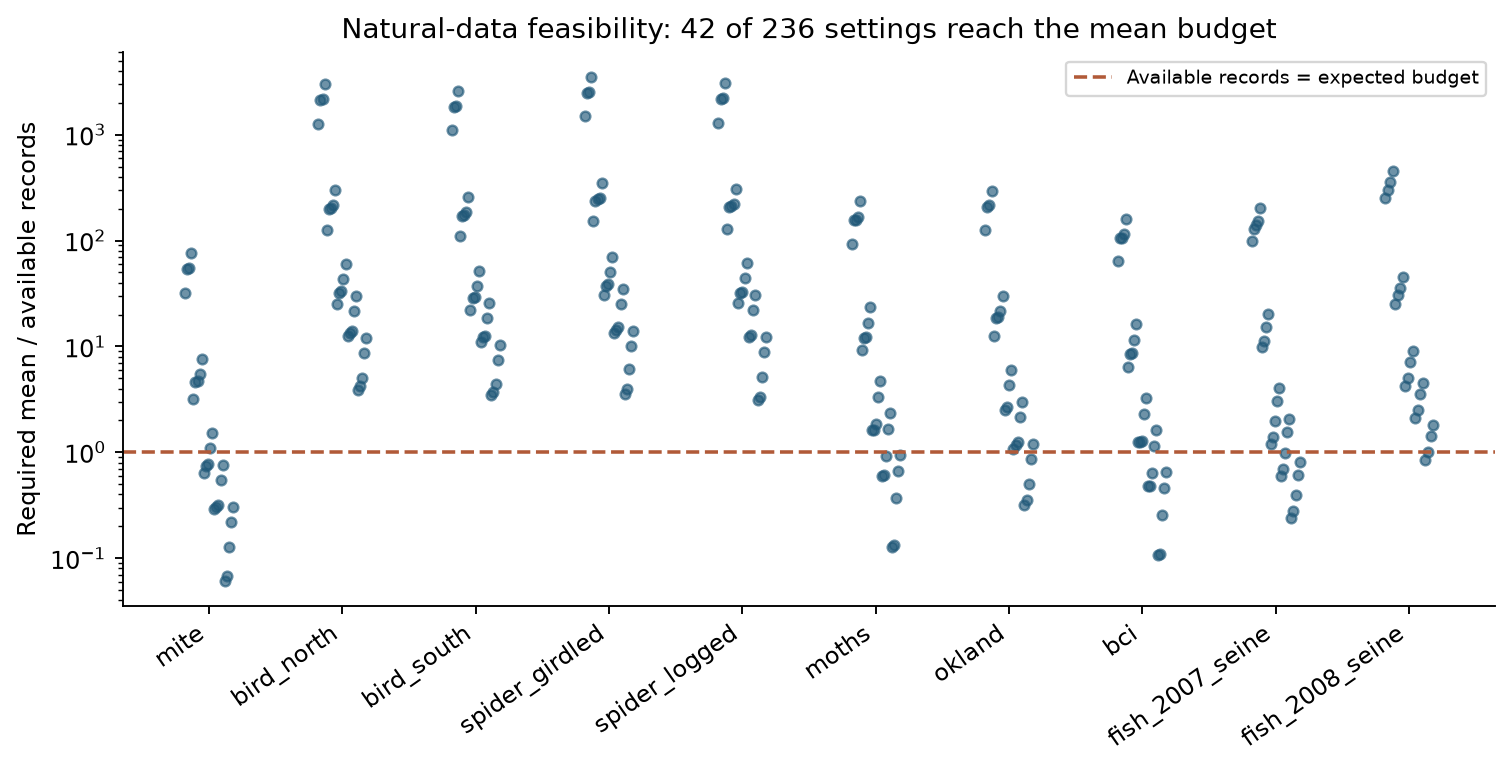 Natural-data feasibility: 42 of 236 settings reach the mean budget
Available records = expected budget
Required mean / available records
10³
10²
10¹
10⁰
10⁻¹
mite
bird_north
bird_south
spider_girdled
spider_logged
moths
okland
bci
fish_2007_seine
fish_2008_seine